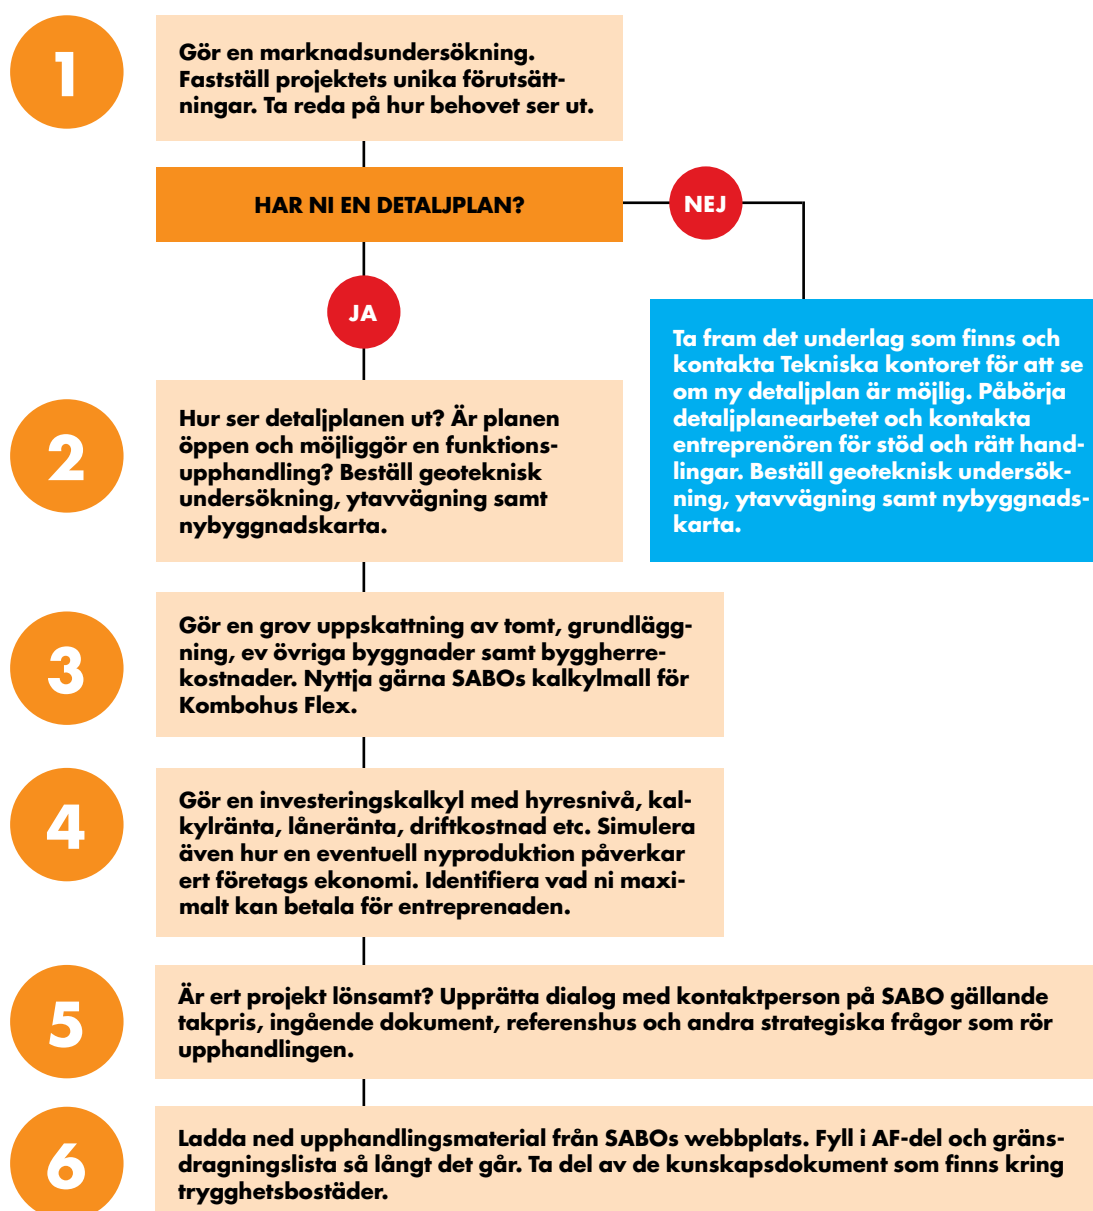 1
Gör en marknadsundersökning.
Fastställ projektets unika förutsätt-
ningar. Ta reda på hur behovet ser ut.
HAR NI EN DETALJPLAN?
NEJ
JA
Ta fram det underlag som finns och
kontakta Tekniska kontoret för att se
om ny detaljplan är möjlig. Påbörja
detaljplanearbetet och kontakta
entreprenören för stöd och rätt hand-
lingar. Beställ geoteknisk undersök-
ning, ytavvägning samt nybyggnads-
karta.
2
Hur ser detaljplanen ut? Är planen
öppen och möjliggör en funktions-
upphandling? Beställ geoteknisk
undersökning, ytavvägning samt
nybyggnadskarta.
3
Gör en grov uppskattning av tomt, grundlägg-
ning, ev övriga byggnader samt byggherre-
kostnader. Nyttja gärna SABOs kalkylmall för
Kombohus Flex.
4
Gör en investeringskalkyl med hyresnivå, kal-
kylränta, låneränta, driftkostnad etc. Simulera
även hur en eventuell nyproduktion påverkar
ert företags ekonomi. Identifiera vad ni maxi-
malt kan betala för entreprenaden.
5
Är ert projekt lönsamt? Upprätta dialog med kontaktperson på SABO gällande
takpris, ingående dokument, referenshus och andra strategiska frågor som rör
upphandlingen.
6
Ladda ned upphandlingsmaterial från SABOs webbplats. Fyll i AF-del och gräns-
dragningslista så långt det går. Ta del av de kunskapsdokument som finns kring
trygghetsbostäder.